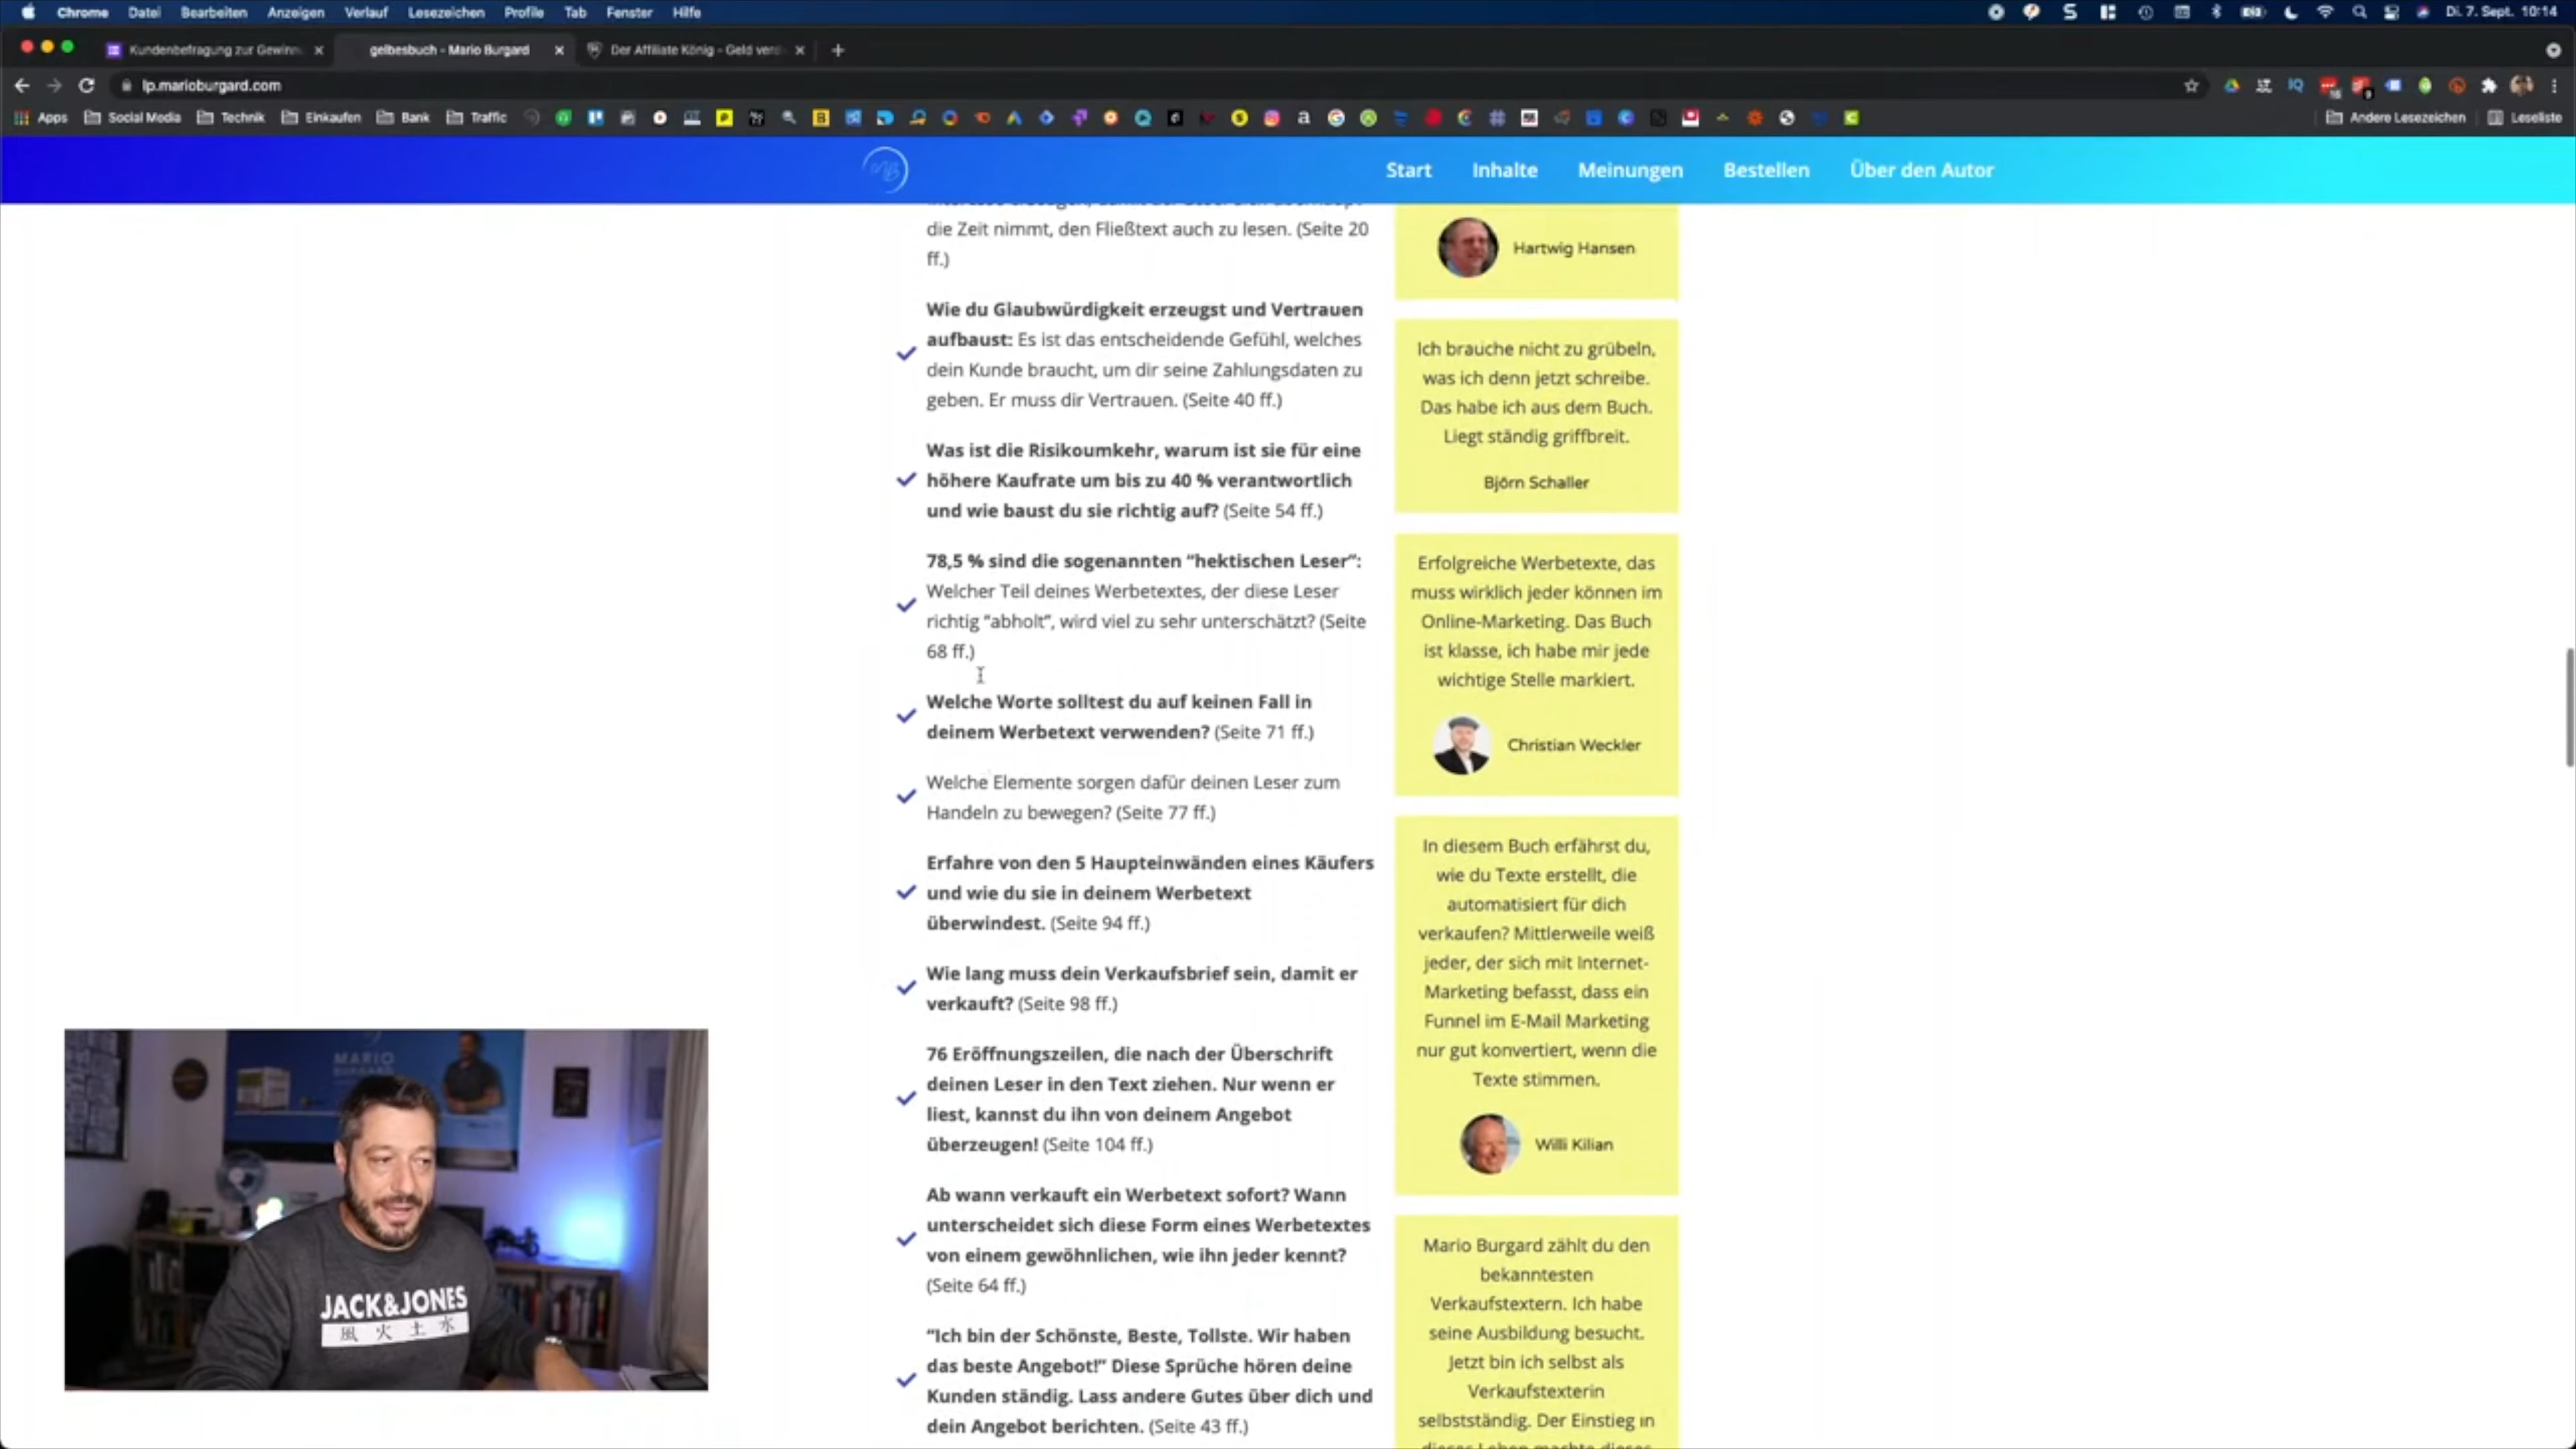 Chrome Datei Bearbeiten Anzeigen Verlauf Lesezeichen Profile Tab Fenster Hilfe
Di. 7. Sept. 10:14
Kundenbefragung zur Gewinn
gelbesbuch - Mario Burgard
Der Affiliate König - Geld verd
lp.marioburgard.com
Apps Social Media Technik Einkaufen Bank Traffic
Andere Lesezeichen Leseliste
Start Inhalte Meinungen Bestellen Über den Autor
die Zeit nimmt, den Fließtext auch zu lesen. (Seite 20
ff.)
Wie du Glaubwürdigkeit erzeugst und Vertrauen
aufbaust: Es ist das entscheidende Gefühl, welches
dein Kunde braucht, um dir seine Zahlungsdaten zu
geben. Er muss dir Vertrauen. (Seite 40 ff.)
Was ist die Risikoumkehr, warum ist sie für eine
höhere Kaufrate um bis zu 40 % verantwortlich
und wie baust du sie richtig auf? (Seite 54 ff.)
78,5 % sind die sogenannten “hektischen Leser”:
Welcher Teil deines Werbetextes, der diese Leser
richtig “abholt”, wird viel zu sehr unterschätzt? (Seite
68 ff.)
Welche Worte solltest du auf keinen Fall in
deinem Werbetext verwenden? (Seite 71 ff.)
Welche Elemente sorgen dafür deinen Leser zum
Handeln zu bewegen? (Seite 77 ff.)
Erfahre von den 5 Haupteinwänden eines Käufers
und wie du sie in deinem Werbetext
überwindest. (Seite 94 ff.)
Wie lang muss dein Verkaufsbrief sein, damit er
verkauft? (Seite 98 ff.)
76 Eröffnungszeilen, die nach der Überschrift
deinen Leser in den Text ziehen. Nur wenn er
liest, kannst du ihn von deinem Angebot
überzeugen! (Seite 104 ff.)
Ab wann verkauft ein Werbetext sofort? Wann
unterscheidet sich diese Form eines Werbetextes
von einem gewöhnlichen, wie ihn jeder kennt?
(Seite 64 ff.)
“Ich bin der Schönste, Beste, Tollste. Wir haben
das beste Angebot!” Diese Sprüche hören deine
Kunden ständig. Lass andere Gutes über dich und
dein Angebot berichten. (Seite 43 ff.)
Hartwig Hansen
Ich brauche nicht zu grübeln,
was ich denn jetzt schreibe.
Das habe ich aus dem Buch.
Liegt ständig griffbreit.
Björn Schaller
Erfolgreiche Werbetexte, das
muss wirklich jeder können im
Online-Marketing. Das Buch
ist klasse, ich habe mir jede
wichtige Stelle markiert.
Christian Weckler
In diesem Buch erfährst du,
wie du Texte erstellt, die
automatisiert für dich
verkaufen? Mittlerweile weiß
jeder, der sich mit Internet-
Marketing befasst, dass ein
Funnel im E-Mail Marketing
nur gut konvertiert, wenn die
Texte stimmen.
Willi Kilian
Mario Burgard zählt du den
bekanntesten
Verkaufstextern. Ich habe
seine Ausbildung besucht.
Jetzt bin ich selbst als
Verkaufstexterin
selbstständig. Der Einstieg in
MARIO
BURGARD
JACK&JONES
風 火 土 水